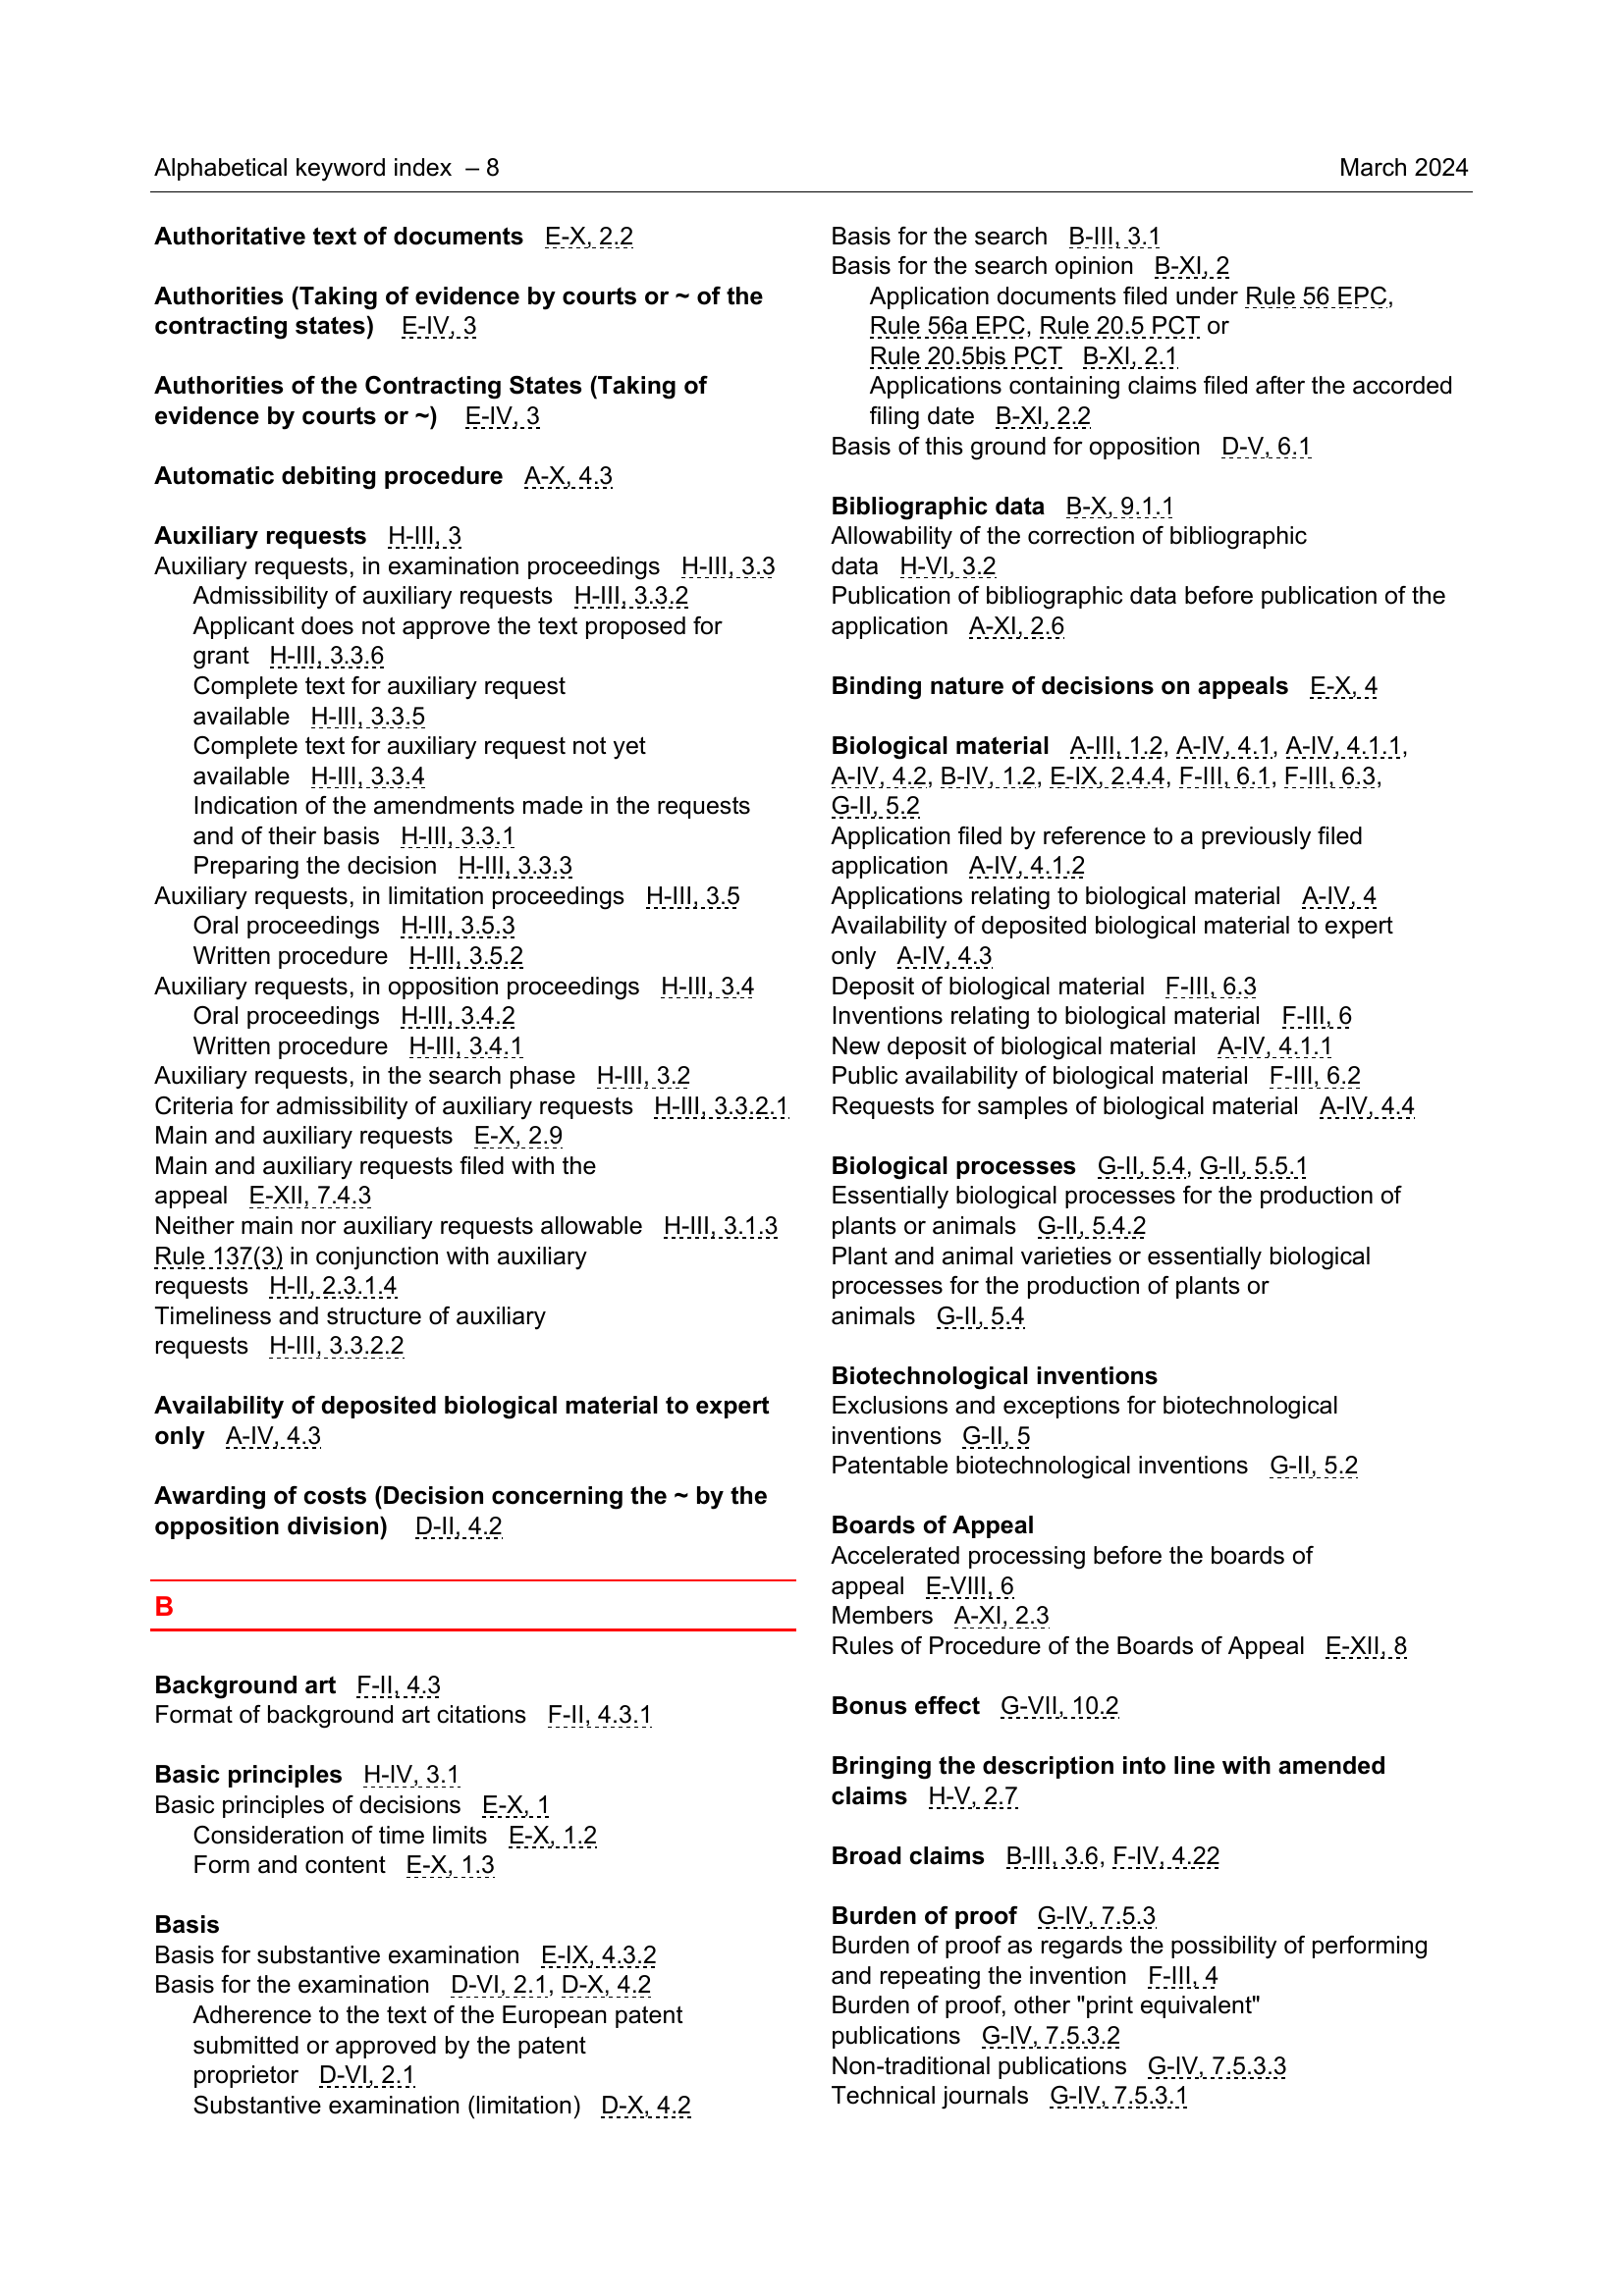 Alphabetical keyword index – 8
March 2024
Authoritative text of documents E-X, 2.2
Authorities (Taking of evidence by courts or ~ of the
contracting states) E-IV, 3
Authorities of the Contracting States (Taking of
evidence by courts or ~) E-IV, 3
Automatic debiting procedure A-X, 4.3
Auxiliary requests H-III, 3
Auxiliary requests, in examination proceedings H-III, 3.3
Admissibility of auxiliary requests H-III, 3.3.2
Applicant does not approve the text proposed for
grant H-III, 3.3.6
Complete text for auxiliary request
available H-III, 3.3.5
Complete text for auxiliary request not yet
available H-III, 3.3.4
Indication of the amendments made in the requests
and of their basis H-III, 3.3.1
Preparing the decision H-III, 3.3.3
Auxiliary requests, in limitation proceedings H-III, 3.5
Oral proceedings H-III, 3.5.3
Written procedure H-III, 3.5.2
Auxiliary requests, in opposition proceedings H-III, 3.4
Oral proceedings H-III, 3.4.2
Written procedure H-III, 3.4.1
Auxiliary requests, in the search phase H-III, 3.2
Criteria for admissibility of auxiliary requests H-III, 3.3.2.1
Main and auxiliary requests E-X, 2.9
Main and auxiliary requests filed with the
appeal E-XII, 7.4.3
Neither main nor auxiliary requests allowable H-III, 3.1.3
Rule 137(3) in conjunction with auxiliary
requests H-II, 2.3.1.4
Timeliness and structure of auxiliary
requests H-III, 3.3.2.2
Availability of deposited biological material to expert
only A-IV, 4.3
Awarding of costs (Decision concerning the ~ by the
opposition division) D-II, 4.2
B
Background art F-II, 4.3
Format of background art citations F-II, 4.3.1
Basic principles H-IV, 3.1
Basic principles of decisions E-X, 1
Consideration of time limits E-X, 1.2
Form and content E-X, 1.3
Basis
Basis for substantive examination E-IX, 4.3.2
Basis for the examination D-VI, 2.1, D-X, 4.2
Adherence to the text of the European patent
submitted or approved by the patent
proprietor D-VI, 2.1
Substantive examination (limitation) D-X, 4.2
Basis for the search B-III, 3.1
Basis for the search opinion B-XI, 2
Application documents filed under Rule 56 EPC,
Rule 56a EPC, Rule 20.5 PCT or
Rule 20.5bis PCT B-XI, 2.1
Applications containing claims filed after the accorded
filing date B-XI, 2.2
Basis of this ground for opposition D-V, 6.1
Bibliographic data B-X, 9.1.1
Allowability of the correction of bibliographic
data H-VI, 3.2
Publication of bibliographic data before publication of the
application A-XI, 2.6
Binding nature of decisions on appeals E-X, 4
Biological material A-III, 1.2, A-IV, 4.1, A-IV, 4.1.1,
A-IV, 4.2, B-IV, 1.2, E-IX, 2.4.4, F-III, 6.1, F-III, 6.3,
G-II, 5.2
Application filed by reference to a previously filed
application A-IV, 4.1.2
Applications relating to biological material A-IV, 4
Availability of deposited biological material to expert
only A-IV, 4.3
Deposit of biological material F-III, 6.3
Inventions relating to biological material F-III, 6
New deposit of biological material A-IV, 4.1.1
Public availability of biological material F-III, 6.2
Requests for samples of biological material A-IV, 4.4
Biological processes G-II, 5.4, G-II, 5.5.1
Essentially biological processes for the production of
plants or animals G-II, 5.4.2
Plant and animal varieties or essentially biological
processes for the production of plants or
animals G-II, 5.4
Biotechnological inventions
Exclusions and exceptions for biotechnological
inventions G-II, 5
Patentable biotechnological inventions G-II, 5.2
Boards of Appeal
Accelerated processing before the boards of
appeal E-VIII, 6
Members A-XI, 2.3
Rules of Procedure of the Boards of Appeal E-XII, 8
Bonus effect G-VII, 10.2
Bringing the description into line with amended
claims H-V, 2.7
Broad claims B-III, 3.6, F-IV, 4.22
Burden of proof G-IV, 7.5.3
Burden of proof as regards the possibility of performing
and repeating the invention F-III, 4
Burden of proof, other "print equivalent"
publications G-IV, 7.5.3.2
Non-traditional publications G-IV, 7.5.3.3
Technical journals G-IV, 7.5.3.1